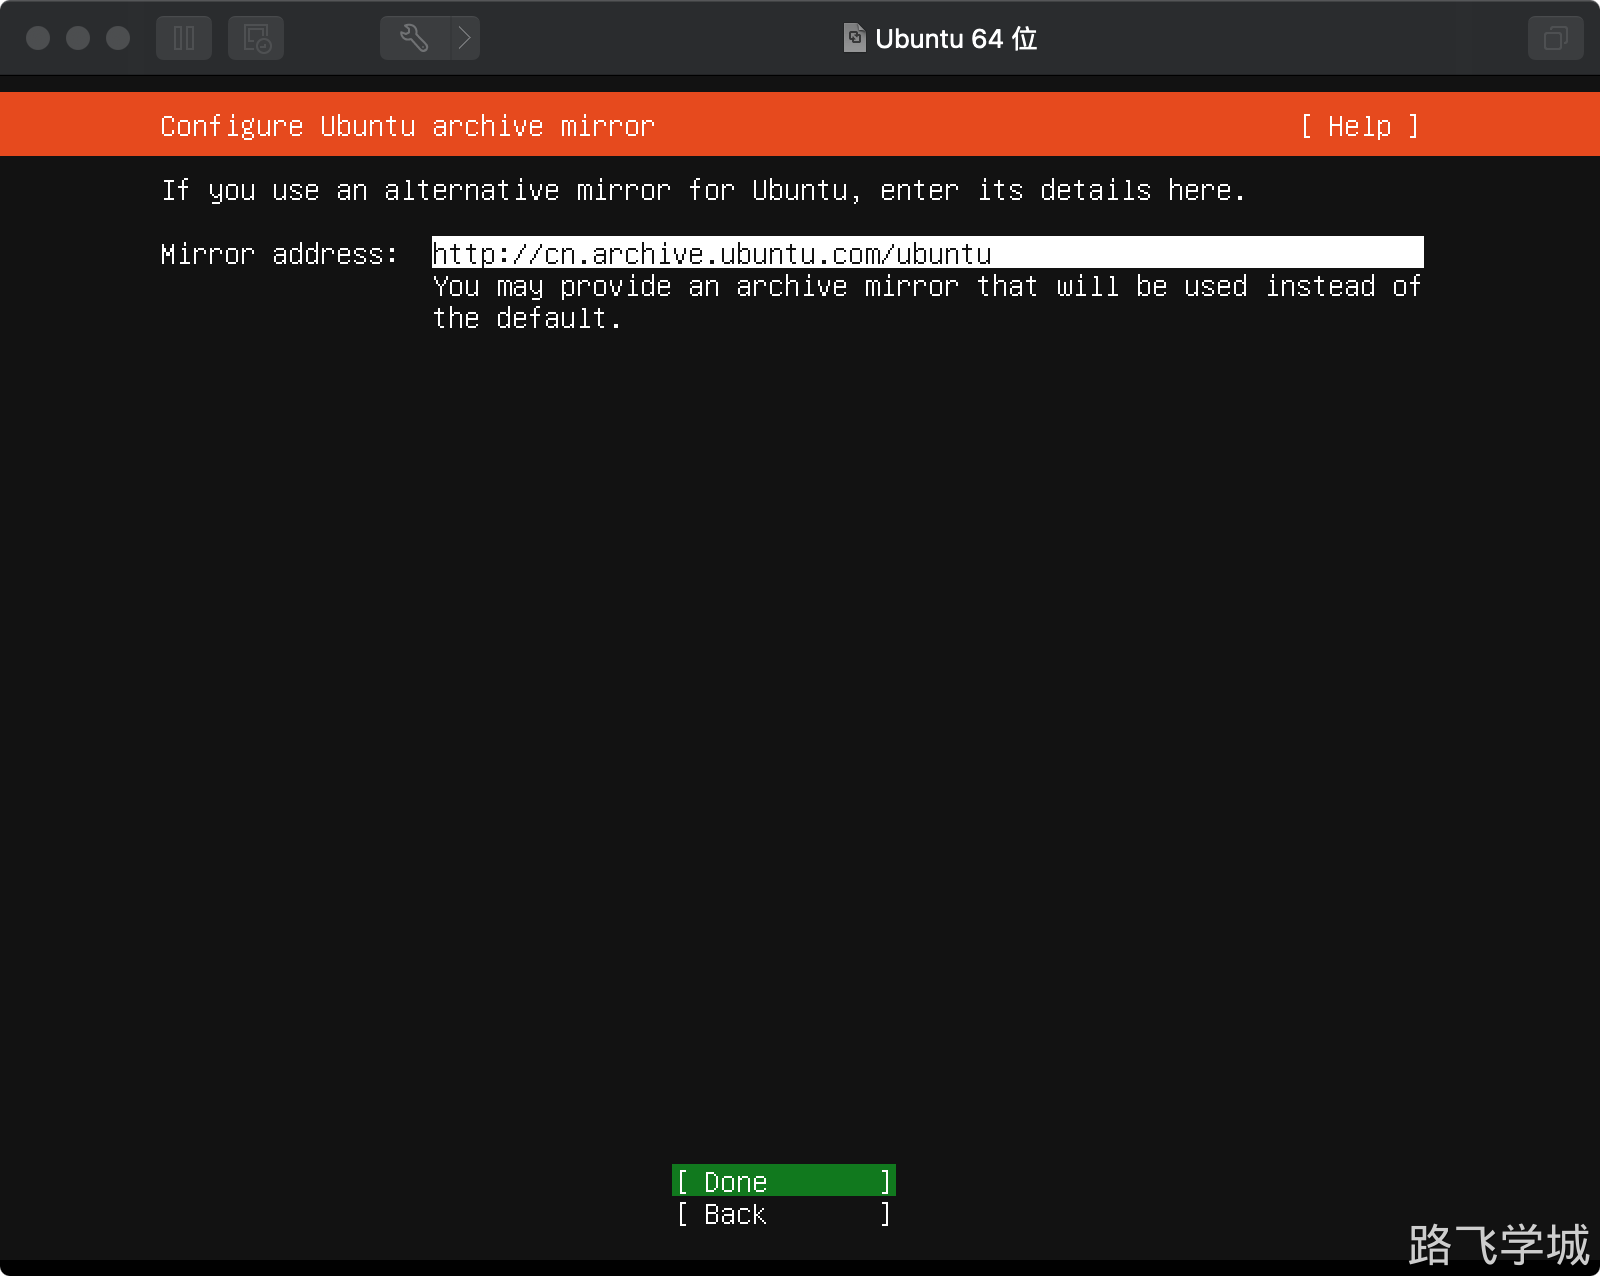 Ubuntu 64 位
Configure Ubuntu archive mirror [ Help ]
If you use an alternative mirror for Ubuntu, enter its details here.
Mirror address: http://cn.archive.ubuntu.com/ubuntu
You may provide an archive mirror that will be used instead of
the default.
[ Done ]
[ Back ]
路飞学城